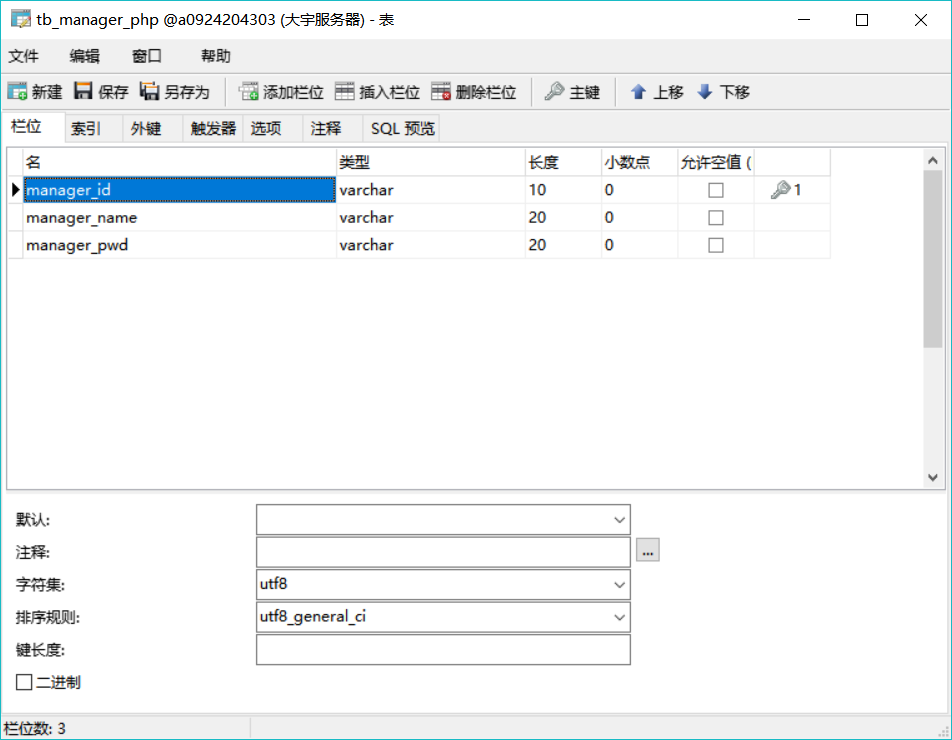 tb_manager_php @a0924204303 (大宇服务器) - 表
文件 编辑 窗口 帮助
新建 保存 另存为 添加栏位 插入栏位 删除栏位 主键 上移 下移
栏位 索引 外键 触发器 选项 注释 SQL 预览
名 类型 长度 小数点 允许空值 (
manager_id varchar 10 0 1
manager_name varchar 20 0
manager_pwd varchar 20 0
默认:
注释: ...
字符集: utf8
排序规则: utf8_general_ci
键长度:
二进制
栏位数: 3